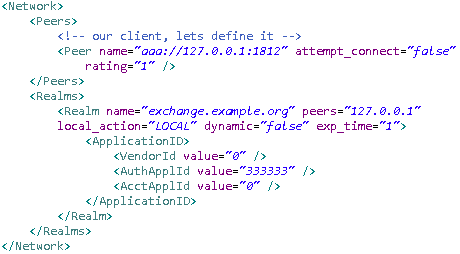 <Network>
<Peers>
<!-- our client, lets define it -->
<Peer name="aaa://127.0.0.1:1812" attempt_connect="false"
rating="1" />
</Peers>
<Realms>
<Realm name="exchange.example.org" peers="127.0.0.1"
local_action="LOCAL" dynamic="false" exp_time="1">
<ApplicationID>
<VendorId value="0" />
<AuthApplId value="333333" />
<AcctApplId value="0" />
</ApplicationID>
</Realm>
</Realms>
</Network>